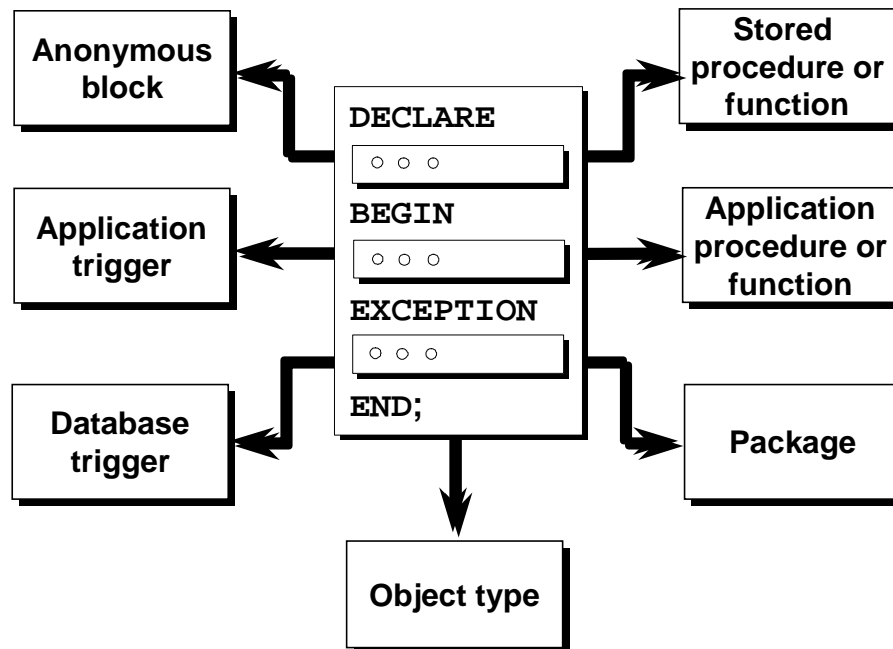 Anonymous
block
Application
trigger
Database
trigger
DECLARE
BEGIN
EXCEPTION
END;
Object type
Stored
procedure or
function
Application
procedure or
function
Package